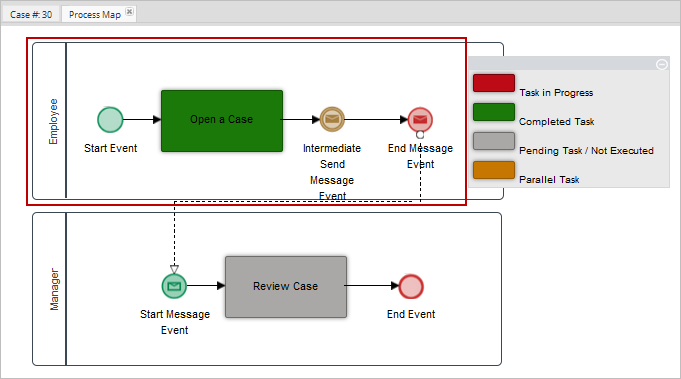 Case #: 30
Process Map
Employee
Start Event
Open a Case
Intermediate
Send
Message
Event
End Message
Event
Task in Progress
Completed Task
Pending Task / Not Executed
Parallel Task
Manager
Start Message
Event
Review Case
End Event